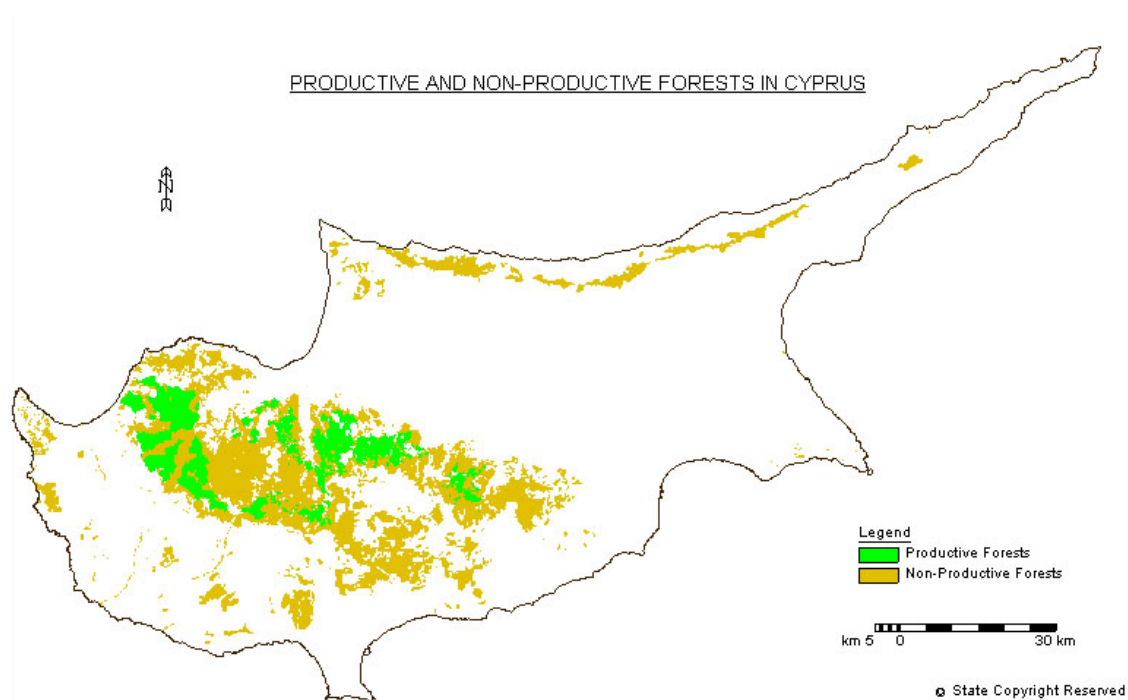 PRODUCTIVE AND NON-PRODUCTIVE FORESTS IN CYPRUS
N
Legend
Productive Forests
Non-Productive Forests
km 5 0 30 km
© State Copyright Reserved